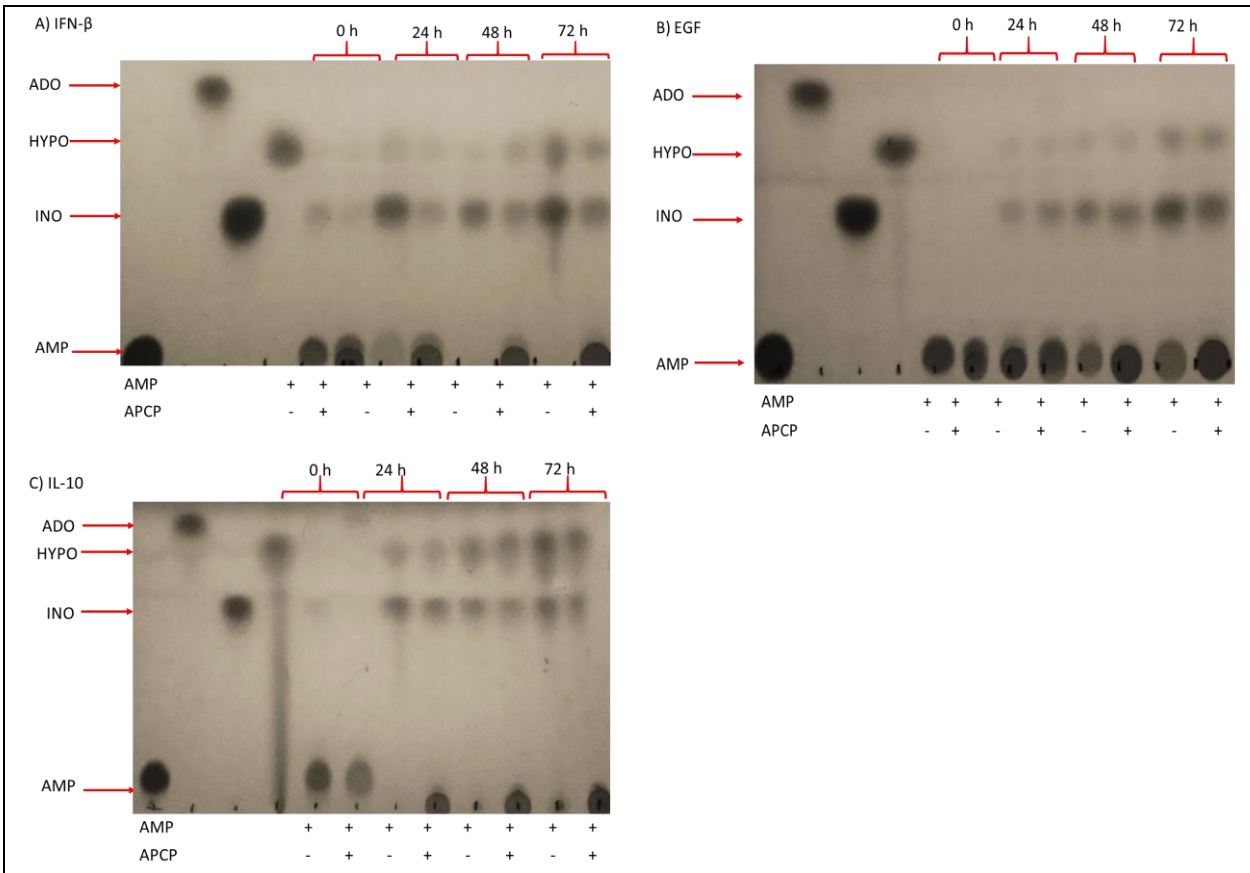 A) IFN-β
0 h 24 h 48 h 72 h
ADO
HYPO
INO
AMP
AMP + + + + + + + +
APCP - + - + - + - +
B) EGF
0 h 24 h 48 h 72 h
ADO
HYPO
INO
AMP
AMP + + + + + + + +
APCP - + - + - + - +
C) IL-10
0 h 24 h 48 h 72 h
ADO
HYPO
INO
AMP
AMP + + + + + + + +
APCP - + - + - + - +